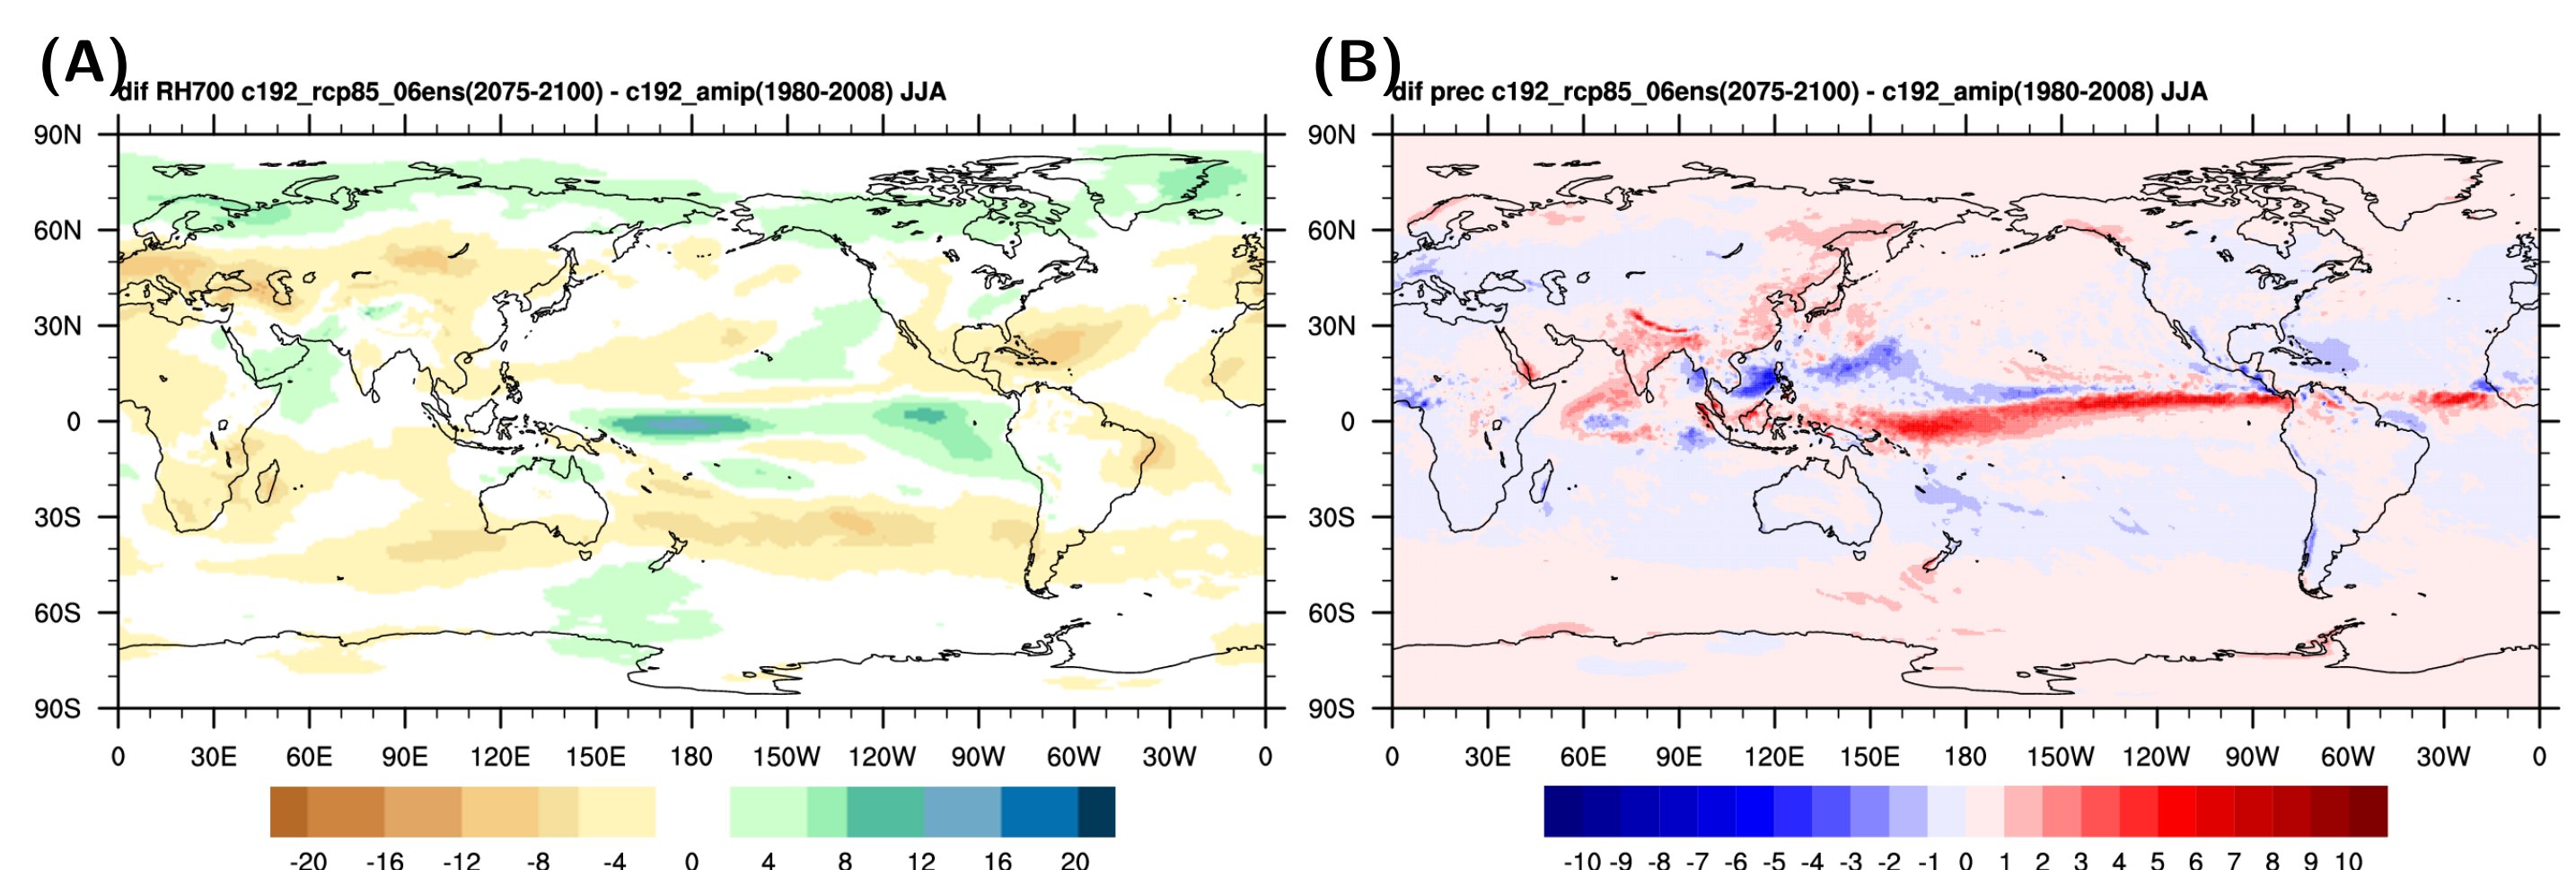 (A)
dif RH700 c192_rcp85_06ens(2075-2100) - c192_amip(1980-2008) JJA
90N
60N
30N
0
30S
60S
90S
0 30E 60E 90E 120E 150E 180 150W 120W 90W 60W 30W 0
-20 -16 -12 -8 -4 0 4 8 12 16 20
(B)
dif prec c192_rcp85_06ens(2075-2100) - c192_amip(1980-2008) JJA
90N
60N
30N
0
30S
60S
90S
0 30E 60E 90E 120E 150E 180 150W 120W 90W 60W 30W 0
-10 -9 -8 -7 -6 -5 -4 -3 -2 -1 0 1 2 3 4 5 6 7 8 9 10